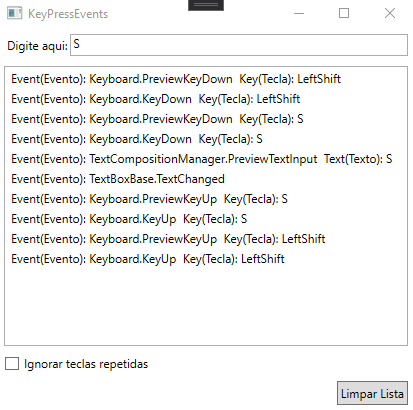 KeyPressEvents
Digite aqui: S
Event(Evento): Keyboard.PreviewKeyDown Key(Tecla): LeftShift
Event(Evento): Keyboard.KeyDown Key(Tecla): LeftShift
Event(Evento): Keyboard.PreviewKeyDown Key(Tecla): S
Event(Evento): Keyboard.KeyDown Key(Tecla): S
Event(Evento): TextCompositionManager.PreviewTextInput Text(Texto): S
Event(Evento): TextBoxBase.TextChanged
Event(Evento): Keyboard.PreviewKeyUp Key(Tecla): S
Event(Evento): Keyboard.KeyUp Key(Tecla): S
Event(Evento): Keyboard.PreviewKeyUp Key(Tecla): LeftShift
Event(Evento): Keyboard.KeyUp Key(Tecla): LeftShift
Ignorar teclas repetidas
Limpar Lista